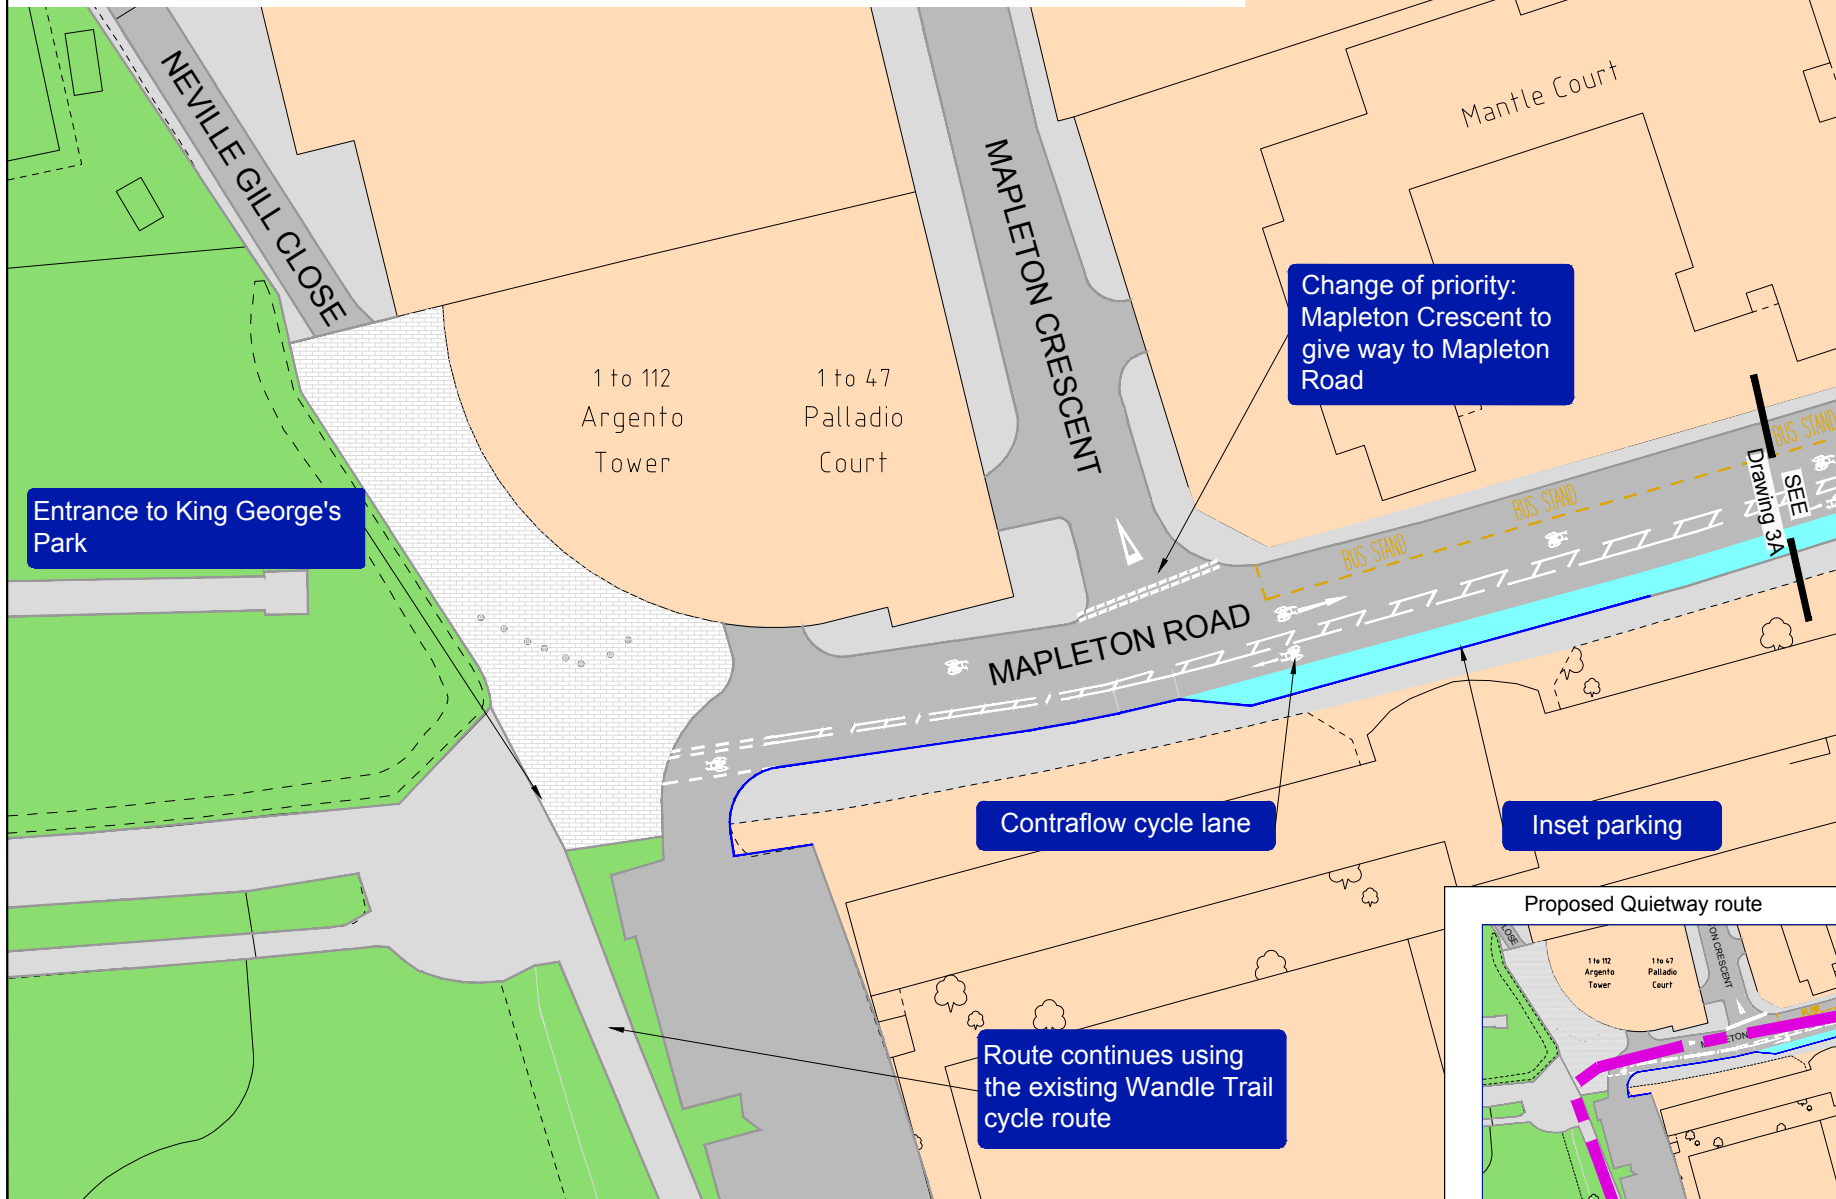 NEVILLE GILL CLOSE
MAPLETON CRESCENT
Mantle Court
Change of priority:
Mapleton Crescent to
give way to Mapleton
Road
1 to 112
Argento
Tower
1 to 47
Palladio
Court
BUS STAND
BUS STAND
BUS STAND
SEE
Drawing 3A
Entrance to King George's
Park
MAPLETON ROAD
Contraflow cycle lane
Inset parking
Route continues using
the existing Wandle Trail
cycle route
Proposed Quietway route
LOSE
1 to 112
Argento
Tower
1 to 47
Palladio
Court
ON CRESCENT